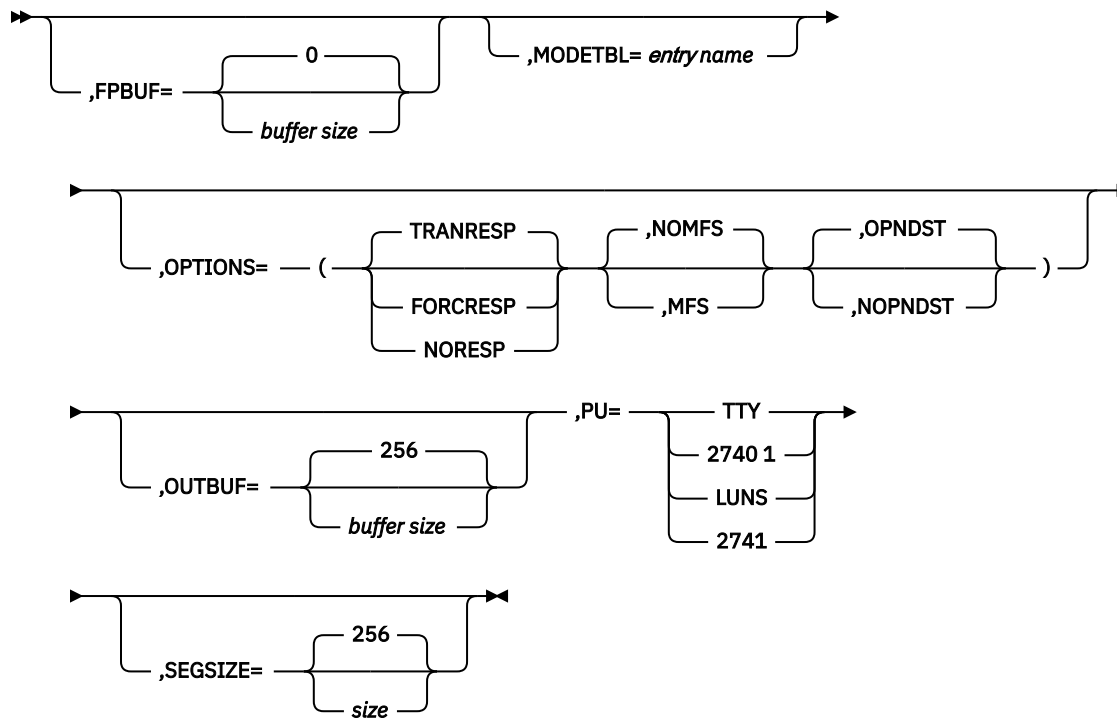 0
,MODETBL= entry name
,FPBUF=
buffer size
TRANRESP
,NOMFS
,OPNDST
,OPTIONS=
(
)
FORCRESP
,MFS
,NOPNDST
NORESP
,PU=
TTY
256
2740 1
,OUTBUF=
LUNS
buffer size
2741
256
,SEGSIZE=
size